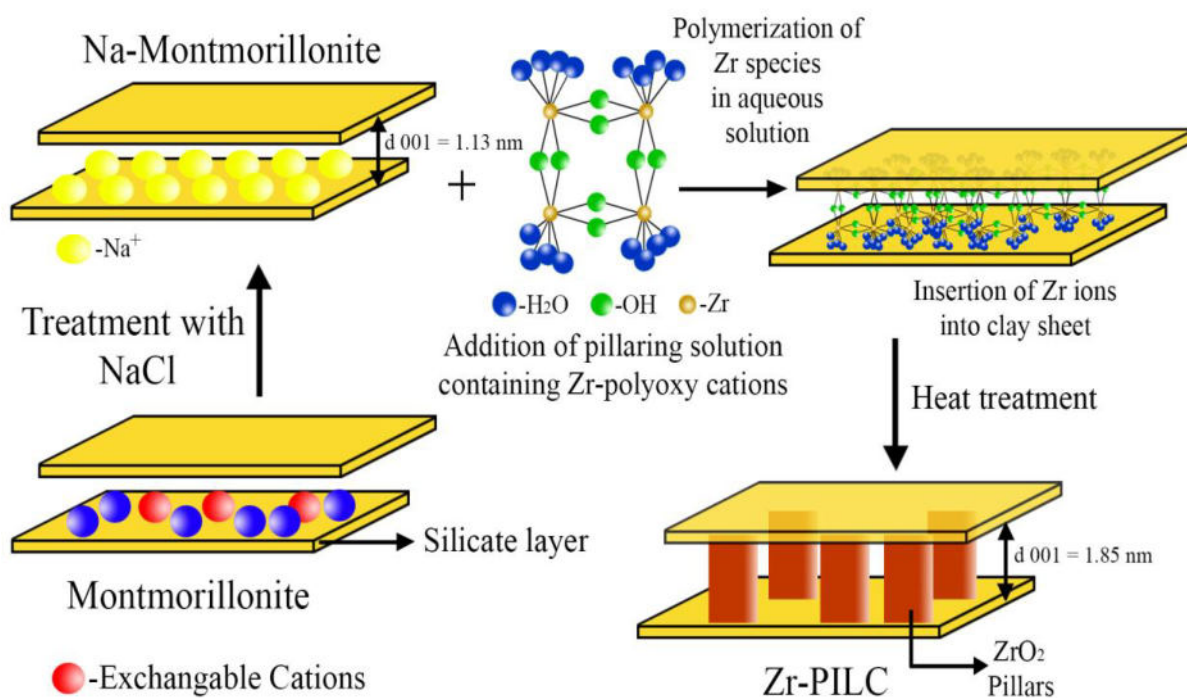 Na-Montmorillonite
d 001 = 1.13 nm
-Na⁺
+
Polymerization of
Zr species
in aqueous
solution
-H₂O -OH -Zr
Addition of pillaring solution
containing Zr-polyoxy cations
Insertion of Zr ions
into clay sheet
Treatment with
NaCl
Heat treatment
Silicate layer
Montmorillonite
-Exchangable Cations
d 001 = 1.85 nm
ZrO₂
Pillars
Zr-PILC